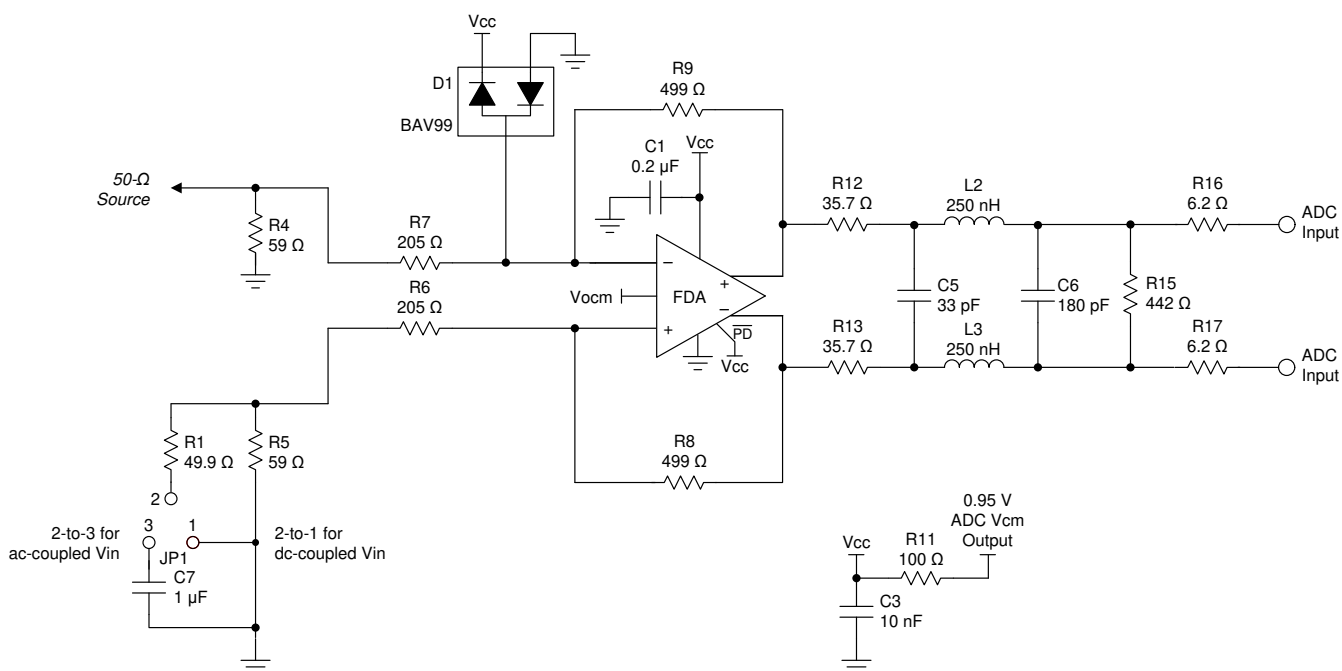 Vcc
D1
BAV99
R9
499 Ω
C1
0.2 µF
Vcc
50-Ω
Source
R4
59 Ω
R7
205 Ω
R6
205 Ω
Vocm
FDA
−
+
+
−
PD
Vcc
R12
35.7 Ω
L2
250 nH
R16
6.2 Ω
ADC
Input
C5
33 pF
C6
180 pF
R15
442 Ω
R13
35.7 Ω
L3
250 nH
R17
6.2 Ω
ADC
Input
R1
49.9 Ω
R5
59 Ω
R8
499 Ω
2
3
1
JP1
2-to-3 for
ac-coupled Vin
2-to-1 for
dc-coupled Vin
C7
1 µF
0.95 V
ADC Vcm
Output
Vcc
R11
100 Ω
C3
10 nF